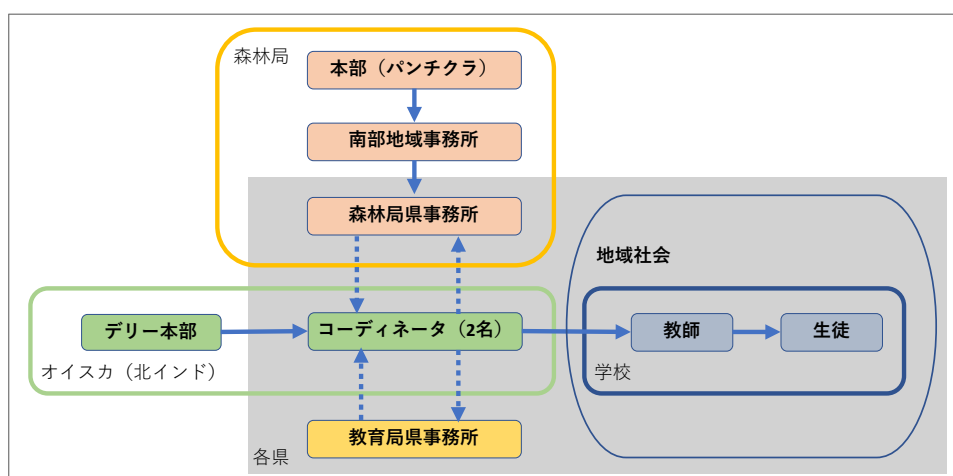 森林局
本部（パンチクラ）
南部地域事務所
森林局県事務所
地域社会
デリー本部
コーディネータ（2名）
教師
生徒
オイスカ（北インド）
学校
教育局県事務所
各県